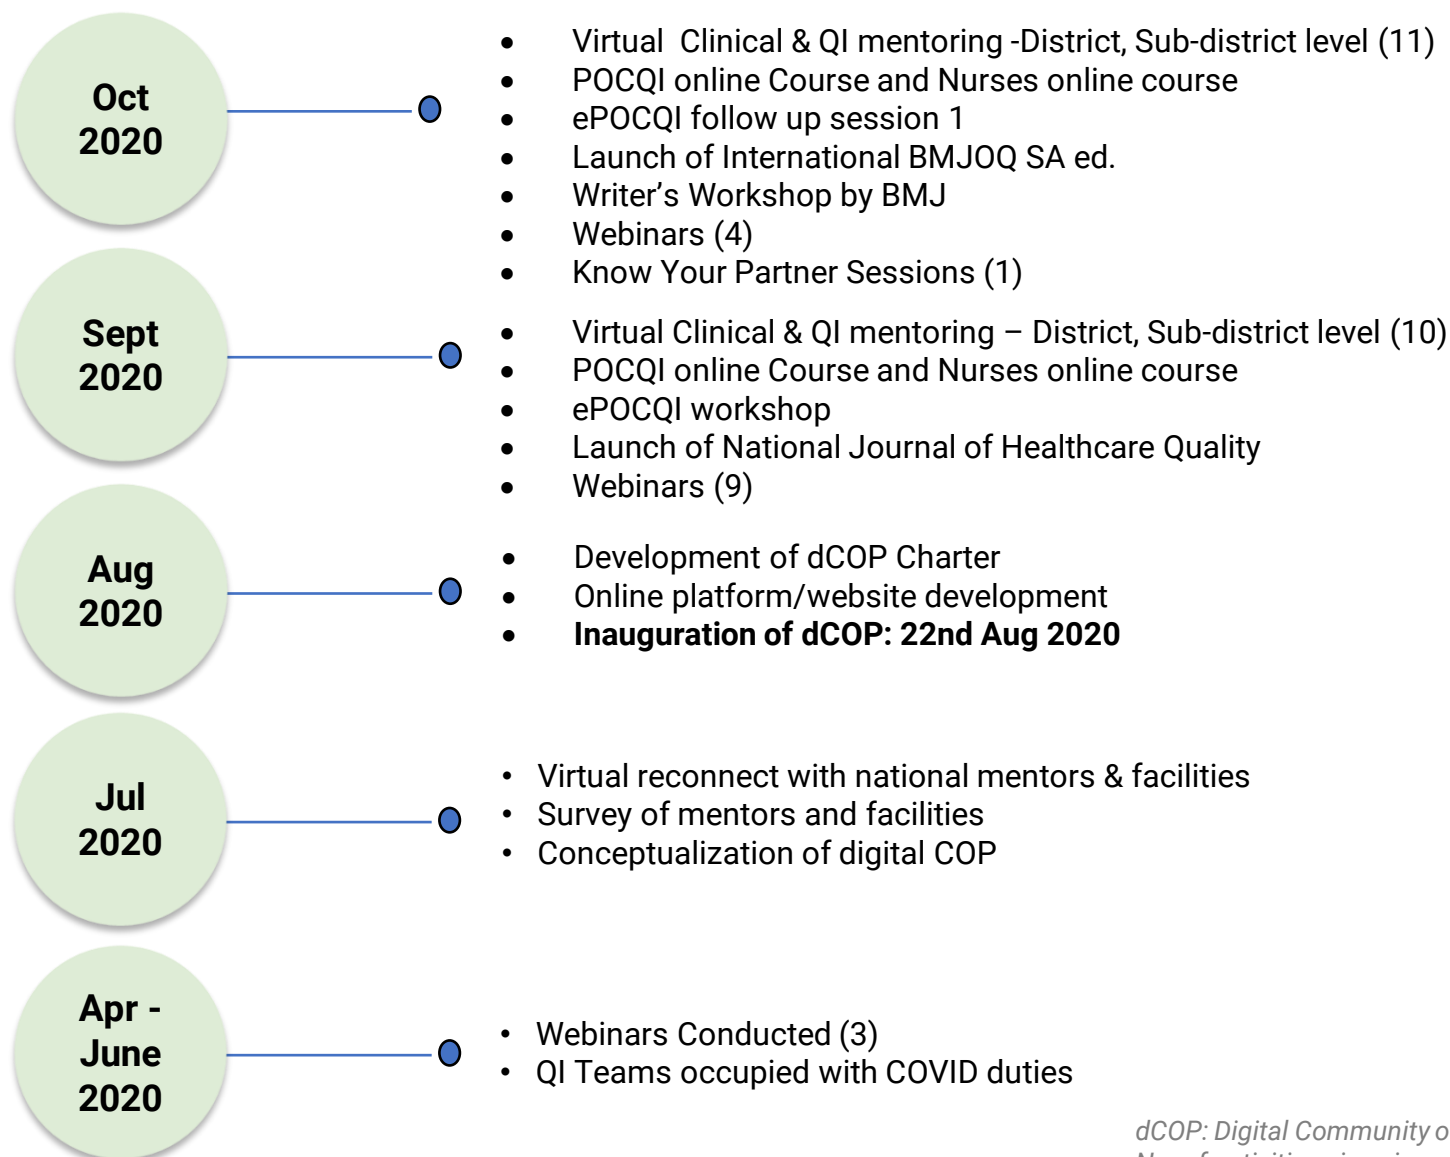 Oct
2020
• Virtual Clinical & QI mentoring -District, Sub-district level (11)
• POCQI online Course and Nurses online course
• ePOCQI follow up session 1
• Launch of International BMJOQ SA ed.
• Writer’s Workshop by BMJ
• Webinars (4)
• Know Your Partner Sessions (1)
Sept
2020
• Virtual Clinical & QI mentoring – District, Sub-district level (10)
• POCQI online Course and Nurses online course
• ePOCQI workshop
• Launch of National Journal of Healthcare Quality
• Webinars (9)
Aug
2020
• Development of dCOP Charter
• Online platform/website development
• Inauguration of dCOP: 22nd Aug 2020
Jul
2020
• Virtual reconnect with national mentors & facilities
• Survey of mentors and facilities
• Conceptualization of digital COP
Apr -
June
2020
• Webinars Conducted (3)
• QI Teams occupied with COVID duties
dCOP: Digital Community o